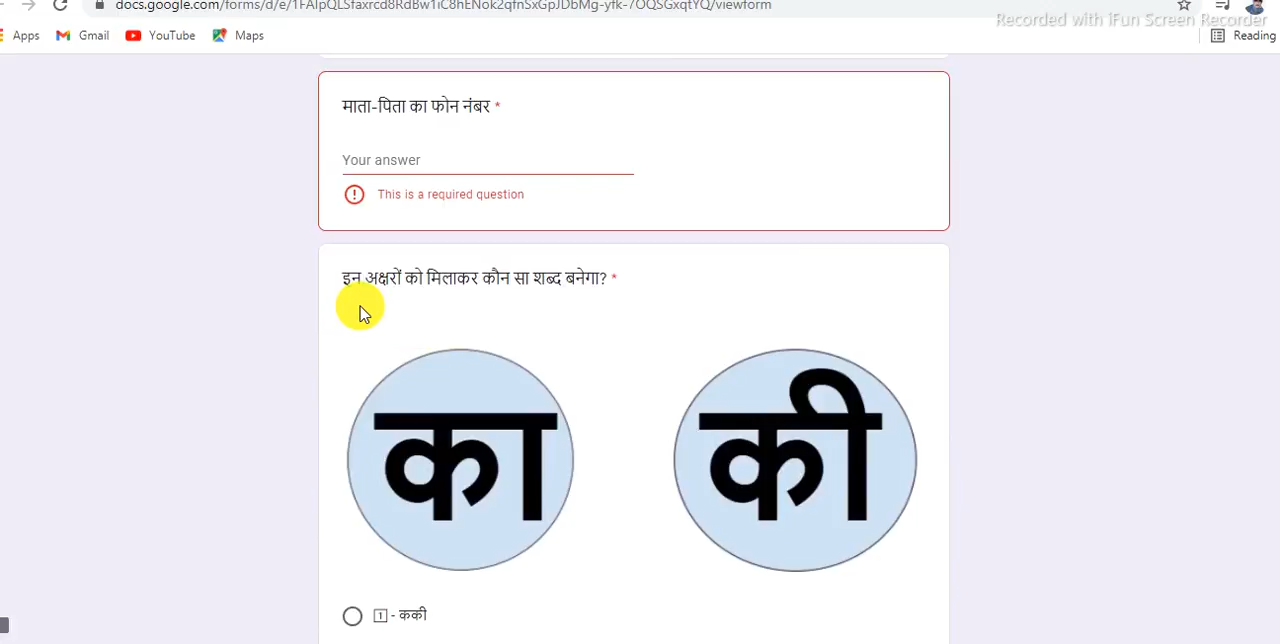 docs.google.com/forms/d/e/1FAIpQLSfaxrcd8RdBw1iC8hENok2qfnSxGpJDbMg-yfk-7OQSGxqtYQ/viewform
Recorded with iFun Screen Recorder
Apps Gmail YouTube Maps Reading
माता-पिता का फोन नंबर *
Your answer
This is a required question
इन अक्षरों को मिलाकर कौन सा शब्द बनेगा? *
का की
1 - ककी